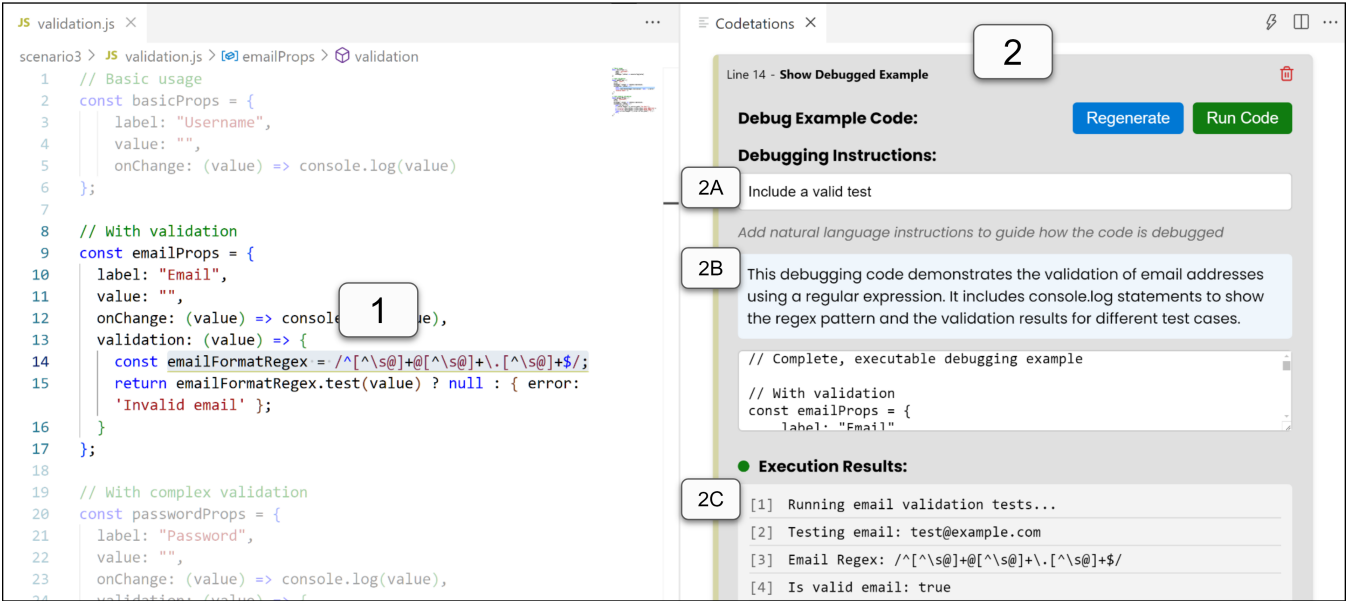 JS validation.js ×
scenario3 > JS validation.js > emailProps > validation
1 // Basic usage
2 const basicProps = {
3 label: "Username",
4 value: "",
5 onChange: (value) => console.log(value)
6 };
7
8 // With validation
9 const emailProps = {
10 label: "Email",
11 value: "",
12 onChange: (value) => console 1 ue),
13 validation: (value) => {
14 const emailFormatRegex = /^[^\s@]+@[^\s@]+\.[^\s@]+$/;
15 return emailFormatRegex.test(value) ? null : { error:
'Invalid email' };
16 }
17 };
18
19 // With complex validation
20 const passwordProps = {
21 label: "Password",
22 value: "",
23 onChange: (value) => console.log(value),
24 validation: (value) => {
Codetations ×
2
Line 14 - Show Debugged Example
Debug Example Code:
Regenerate
Run Code
Debugging Instructions:
2A
Include a valid test
Add natural language instructions to guide how the code is debugged
2B
This debugging code demonstrates the validation of email addresses
using a regular expression. It includes console.log statements to show
the regex pattern and the validation results for different test cases.
// Complete, executable debugging example
// With validation
const emailProps = {
label: "Email"
Execution Results:
2C
[1] Running email validation tests...
[2] Testing email: test@example.com
[3] Email Regex: /^[^\s@]+@[^\s@]+\.[^\s@]+$/
[4] Is valid email: true